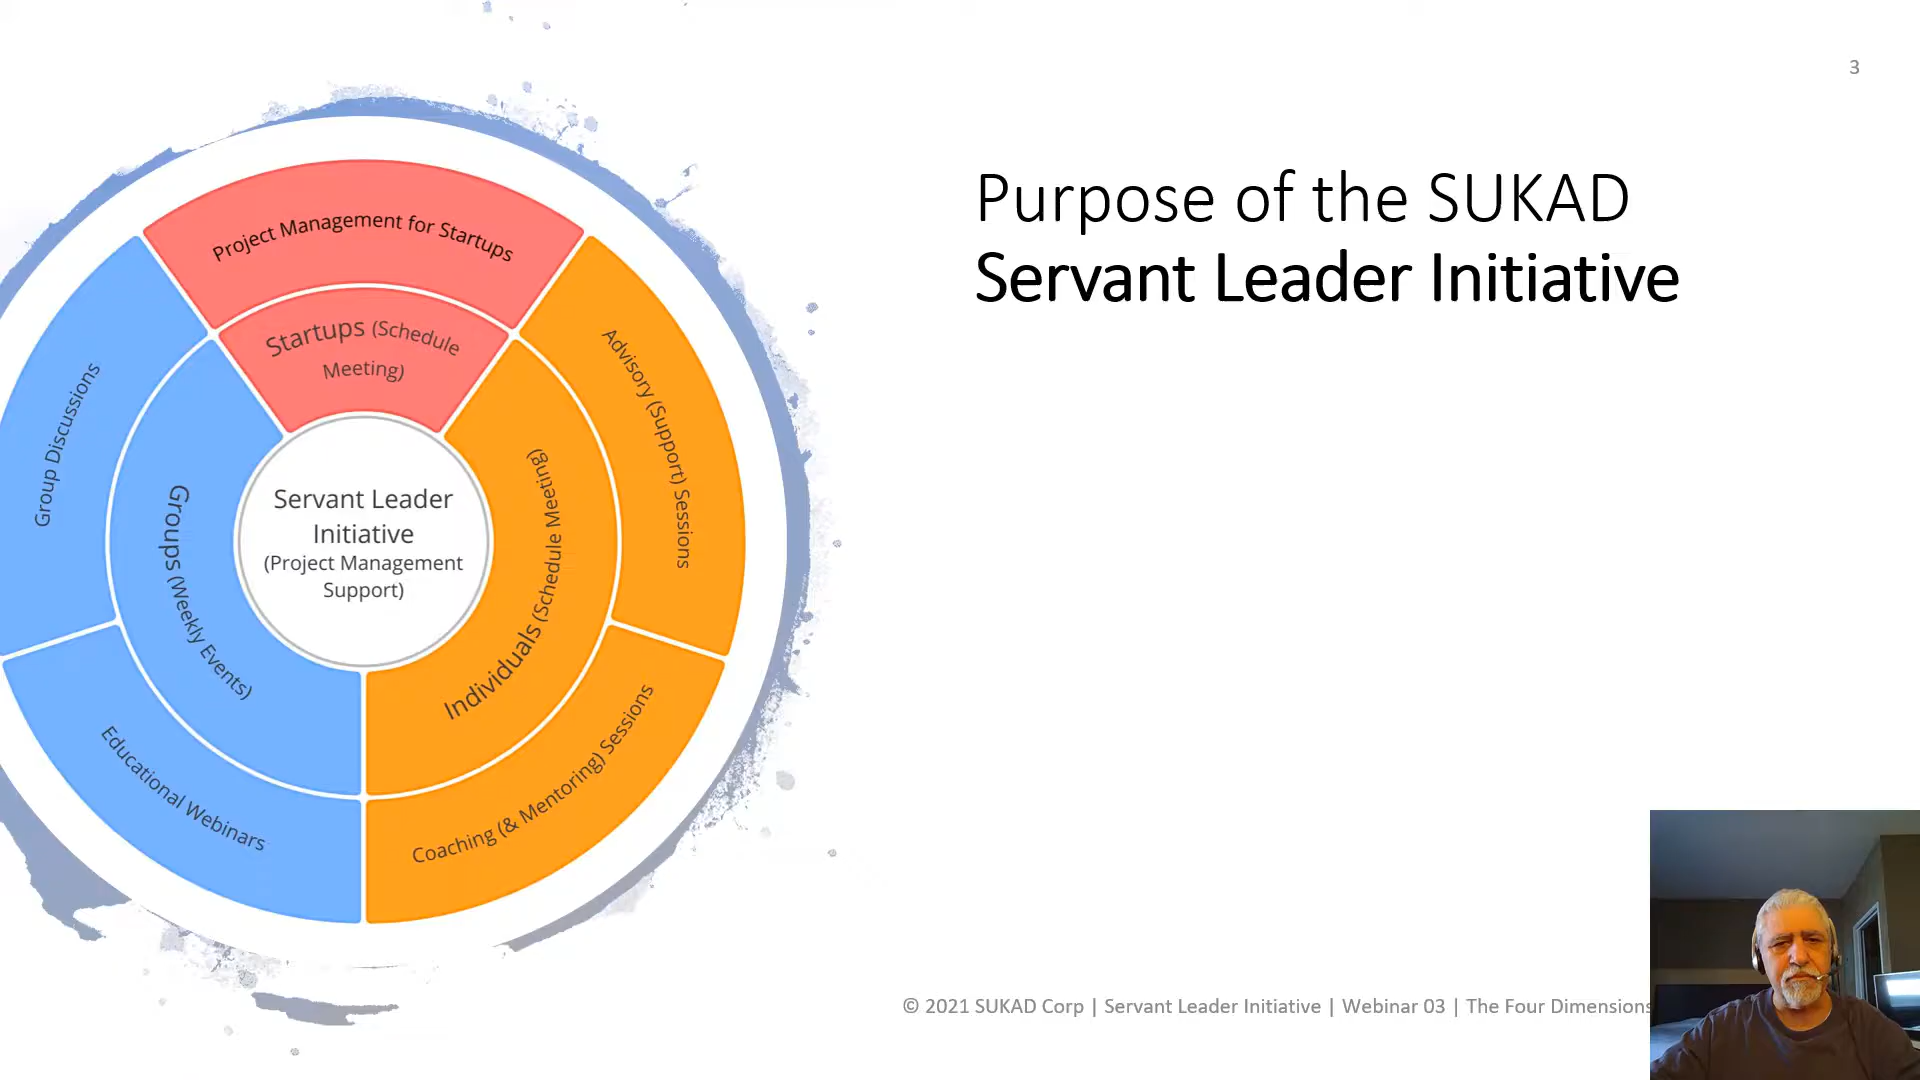 3
Purpose of the SUKAD
Servant Leader Initiative
Project Management for Startups
Startups (Schedule
Meeting)
Group Discussions
Groups (Weekly Events)
Educational Webinars
Servant Leader
Initiative
(Project Management
Support)
Advisory (Support) Sessions
Individuals (Schedule Meeting)
Coaching (& Mentoring) Sessions
© 2021 SUKAD Corp | Servant Leader Initiative | Webinar 03 | The Four Dimensions